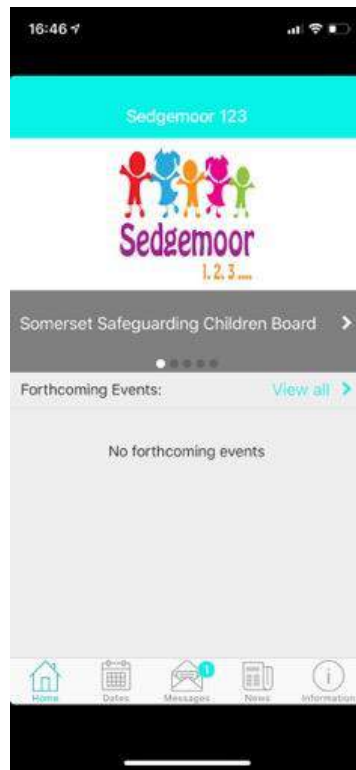 16:46
Sedgemoor 123
Sedgemoor
1, 2, 3 ....
Somerset Safeguarding Children Board
Forthcoming Events:
View all
No forthcoming events
1
Home
Dates
Messages
News
Information